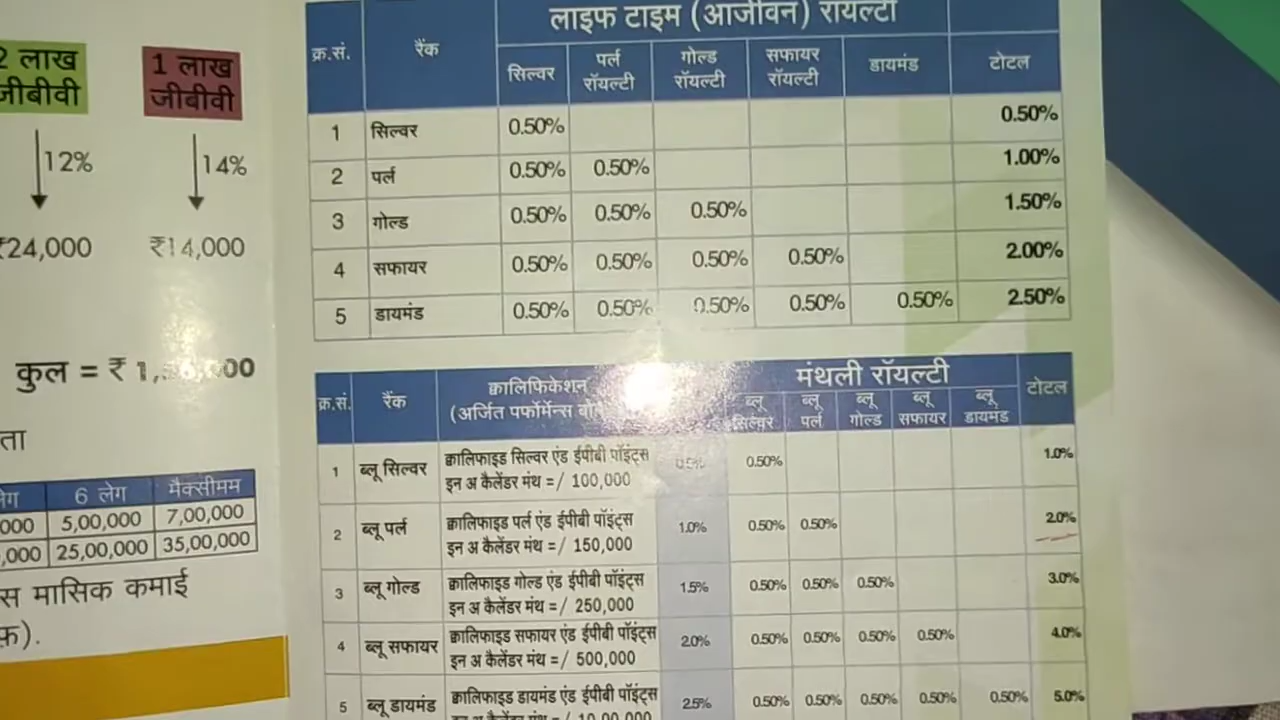 2 लाख
जीबीवी
1 लाख
जीबीवी
12%
14%
₹24,000
₹14,000
कुल = ₹
ता
6 लेग
मैक्सीमम
000
5,00,000
7,00,000
,000
25,00,000
35,00,000
स मासिक कमाई
लाइफ टाइम (आजीवन) रॉयल्टी
क्र.सं.
रैंक
सिल्वर
पर्ल
रॉयल्टी
गोल्ड
रॉयल्टी
सफायर
रॉयल्टी
डायमंड
टोटल
1 सिल्वर 0.50% 0.50%
2 पर्ल 0.50% 0.50% 1.00%
3 गोल्ड 0.50% 0.50% 0.50% 1.50%
4 सफायर 0.50% 0.50% 0.50% 0.50% 2.00%
5 डायमंड 0.50% 0.50% 0.50% 0.50% 0.50% 2.50%
क्र.सं.
रैंक
क्वालिफिकेशन
(अर्जित पर्फोर्मेन्स
मंथली रॉयल्टी
ब्लू
सिल्वर
ब्लू
पर्ल
ब्लू
गोल्ड
ब्लू
सफायर
ब्लू
डायमंड
टोटल
1 ब्लू सिल्वर क्वालिफाइड सिल्वर एंड ईपीबी पॉइंट्स 0.50% 1.0%
इन अ कैलेंडर मंथ =/ 100,000
2 ब्लू पर्ल क्वालिफाइड पर्ल एंड ईपीबी पॉइंट्स 1.0% 0.50% 0.50% 2.0%
इन अ कैलेंडर मंथ =/ 150,000
3 ब्लू गोल्ड क्वालिफाइड गोल्ड एंड ईपीबी पॉइंट्स 1.5% 0.50% 0.50% 0.50% 3.0%
इन अ कैलेंडर मंथ =/ 250,000
4 ब्लू सफायर क्वालिफाइड सफायर एंड ईपीबी पॉइंट्स 2.0% 0.50% 0.50% 0.50% 0.50% 4.0%
इन अ कैलेंडर मंथ =/ 500,000
5 ब्लू डायमंड क्वालिफाइड डायमंड एंड ईपीबी पॉइंट्स 2.5% 0.50% 0.50% 0.50% 0.50% 0.50% 5.0%